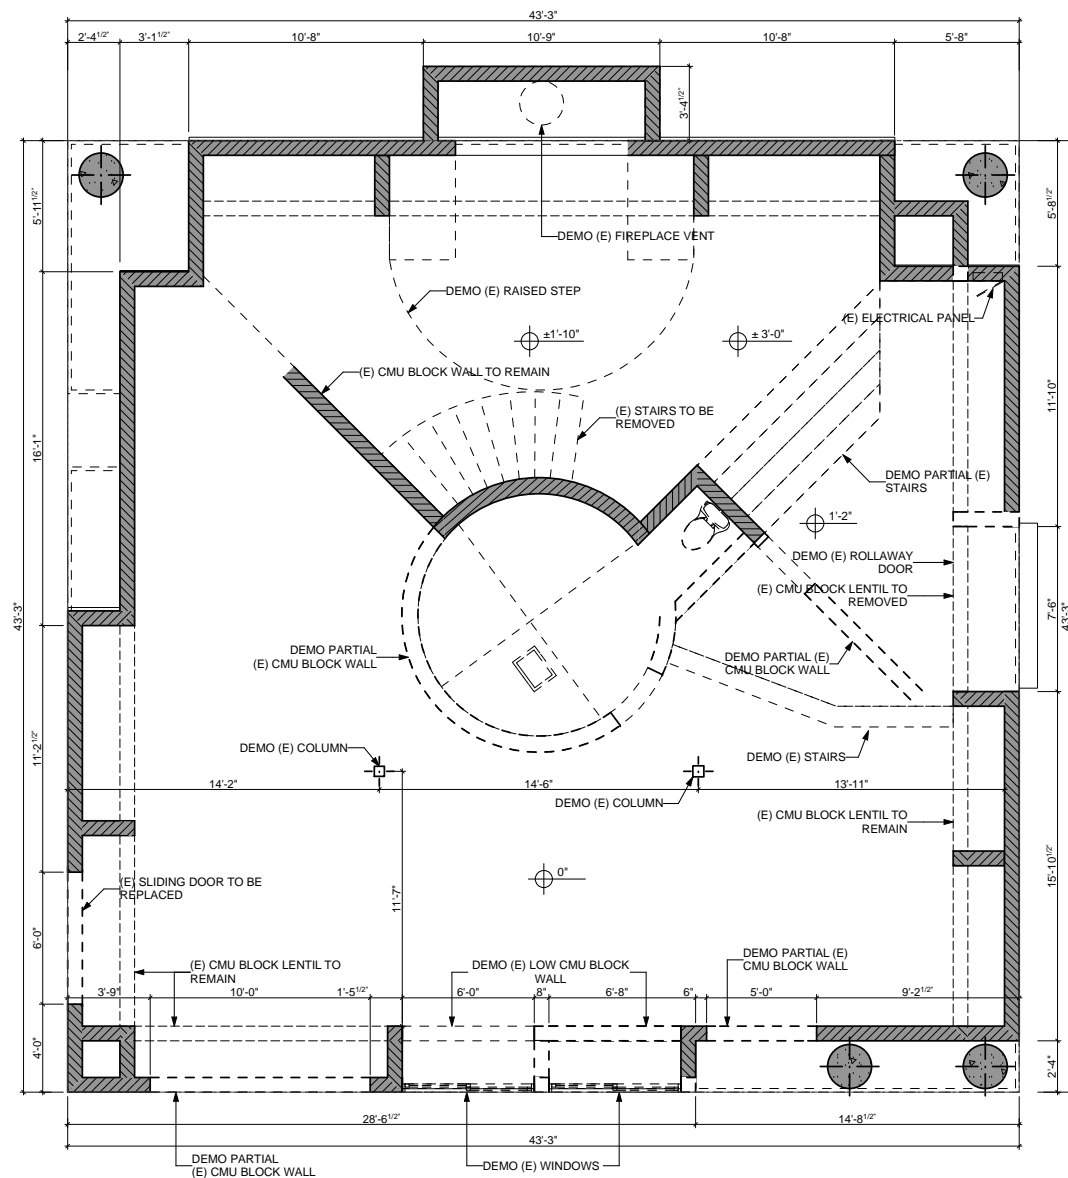 43'-3"
2'-4 1/2"
3'-1 1/2"
10'-8"
10'-9"
10'-8"
5'-8"
3'-4 1/2"
5'-11 1/2"
5'-8 1/2"
DEMO (E) FIREPLACE VENT
DEMO (E) RAISED STEP
(E) ELECTRICAL PANEL
±1'-10"
± 3'-0"
(E) CMU BLOCK WALL TO REMAIN
11'-10"
(E) STAIRS TO BE
REMOVED
16'-1"
DEMO PARTIAL (E)
STAIRS
1'-2"
DEMO (E) ROLLAWAY
DOOR
(E) CMU BLOCK LENTIL TO
REMOVED
43'-3"
7'-6"
43'-3"
DEMO PARTIAL
(E) CMU BLOCK WALL
DEMO PARTIAL (E)
CMU BLOCK WALL
11'-2 1/2"
DEMO (E) COLUMN
DEMO (E) STAIRS
14'-2"
14'-6"
13'-11"
DEMO (E) COLUMN
(E) CMU BLOCK LENTIL TO
REMAIN
15'-10 1/2"
0"
(E) SLIDING DOOR TO BE
REPLACED
11'-7"
6'-0"
(E) CMU BLOCK LENTIL TO
REMAIN
DEMO (E) LOW CMU BLOCK
WALL
DEMO PARTIAL (E)
CMU BLOCK WALL
3'-9"
10'-0"
1'-5 1/2"
6'-0"
8"
6'-8"
6"
5'-0"
9'-2 1/2"
4'-0"
2'-4"
28'-6 1/2"
14'-8 1/2"
43'-3"
DEMO PARTIAL
(E) CMU BLOCK WALL
DEMO (E) WINDOWS